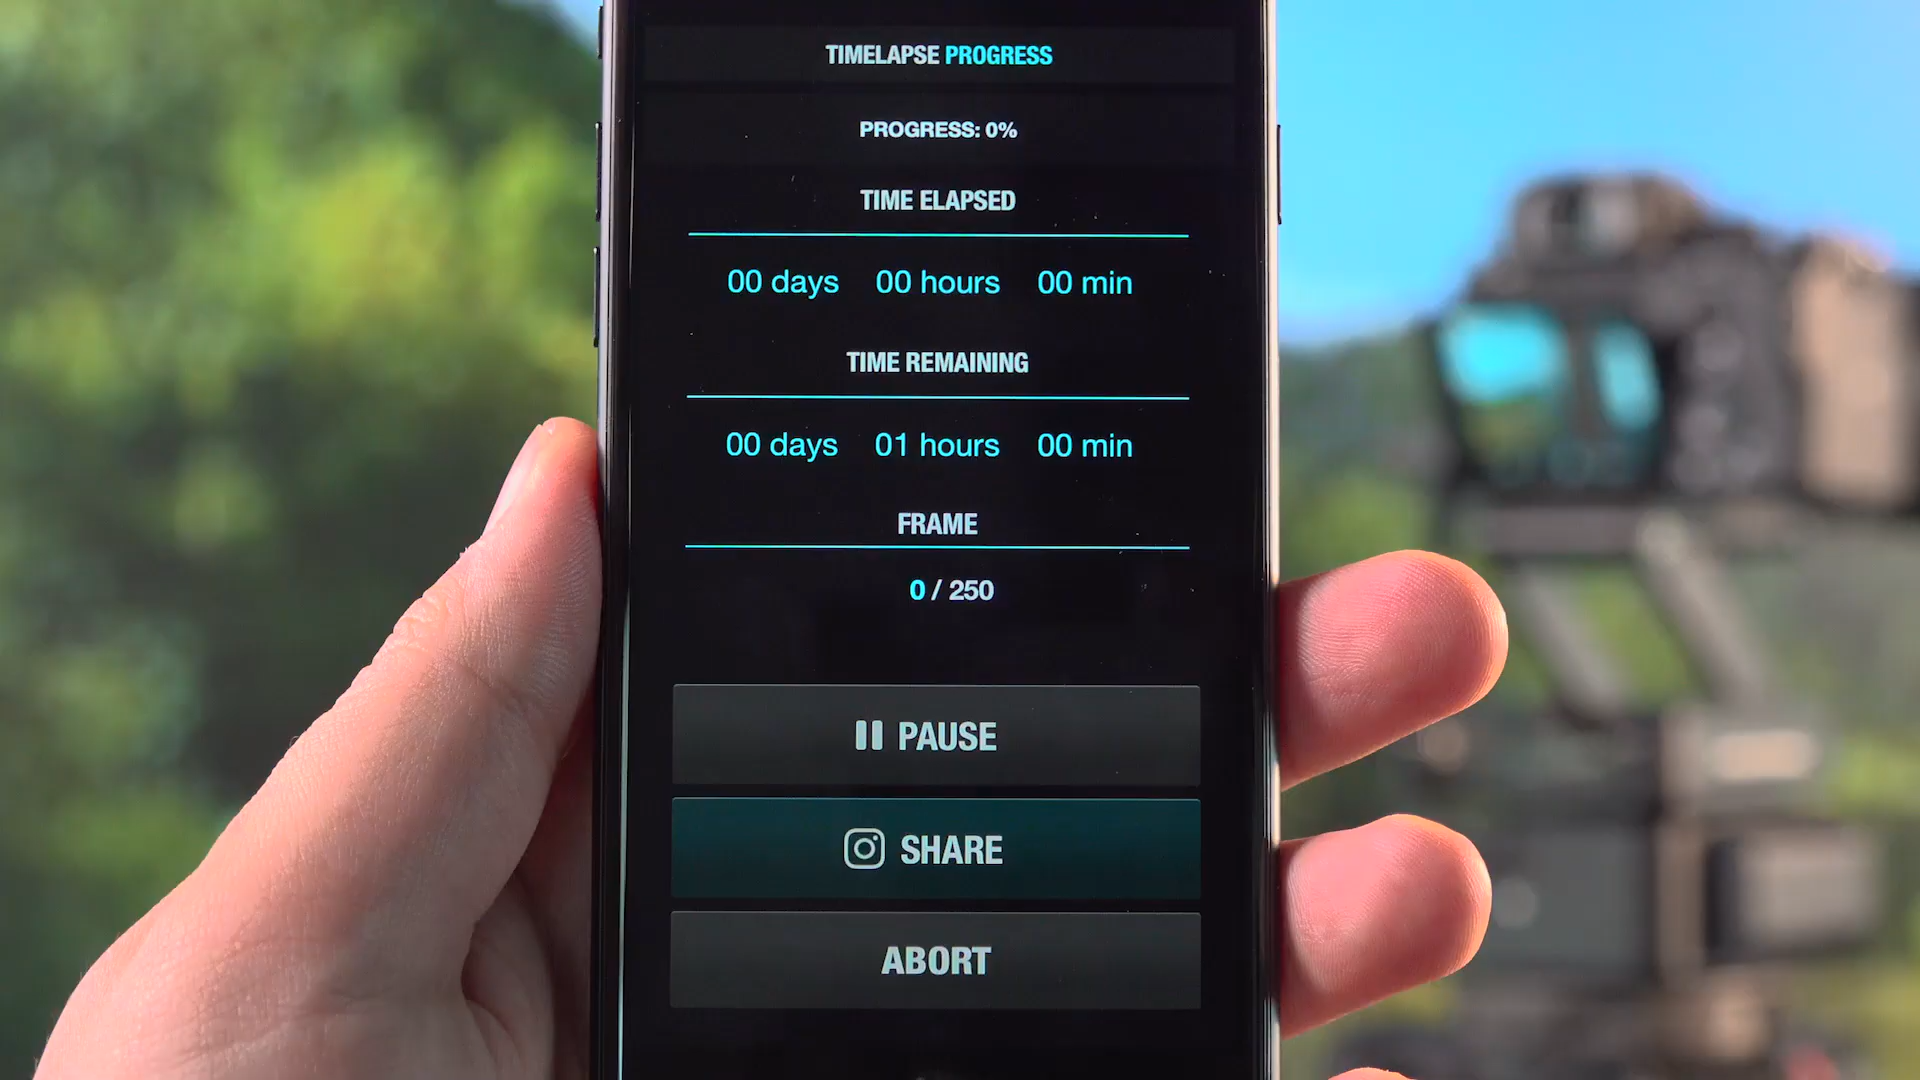 TIMELAPSE PROGRESS
PROGRESS: 0%
TIME ELAPSED
00 days 00 hours 00 min
TIME REMAINING
00 days 01 hours 00 min
FRAME
0 / 250
PAUSE
SHARE
ABORT